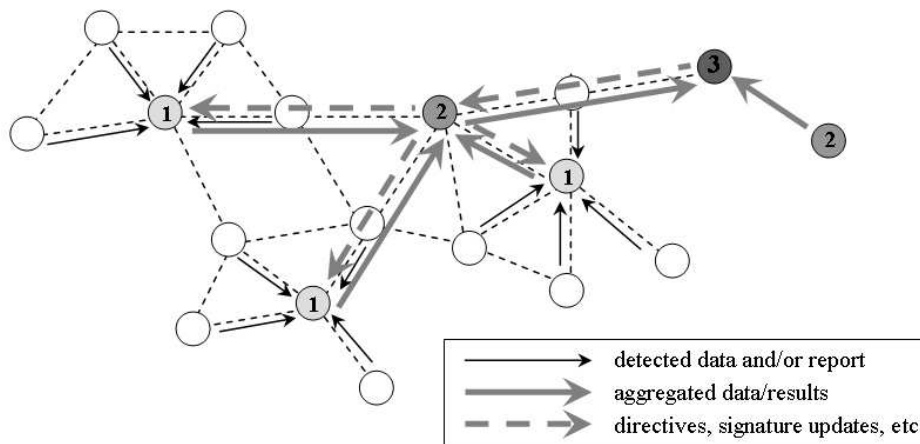 3
1
2
2
1
1
detected data and/or report
aggregated data/results
directives, signature updates, etc